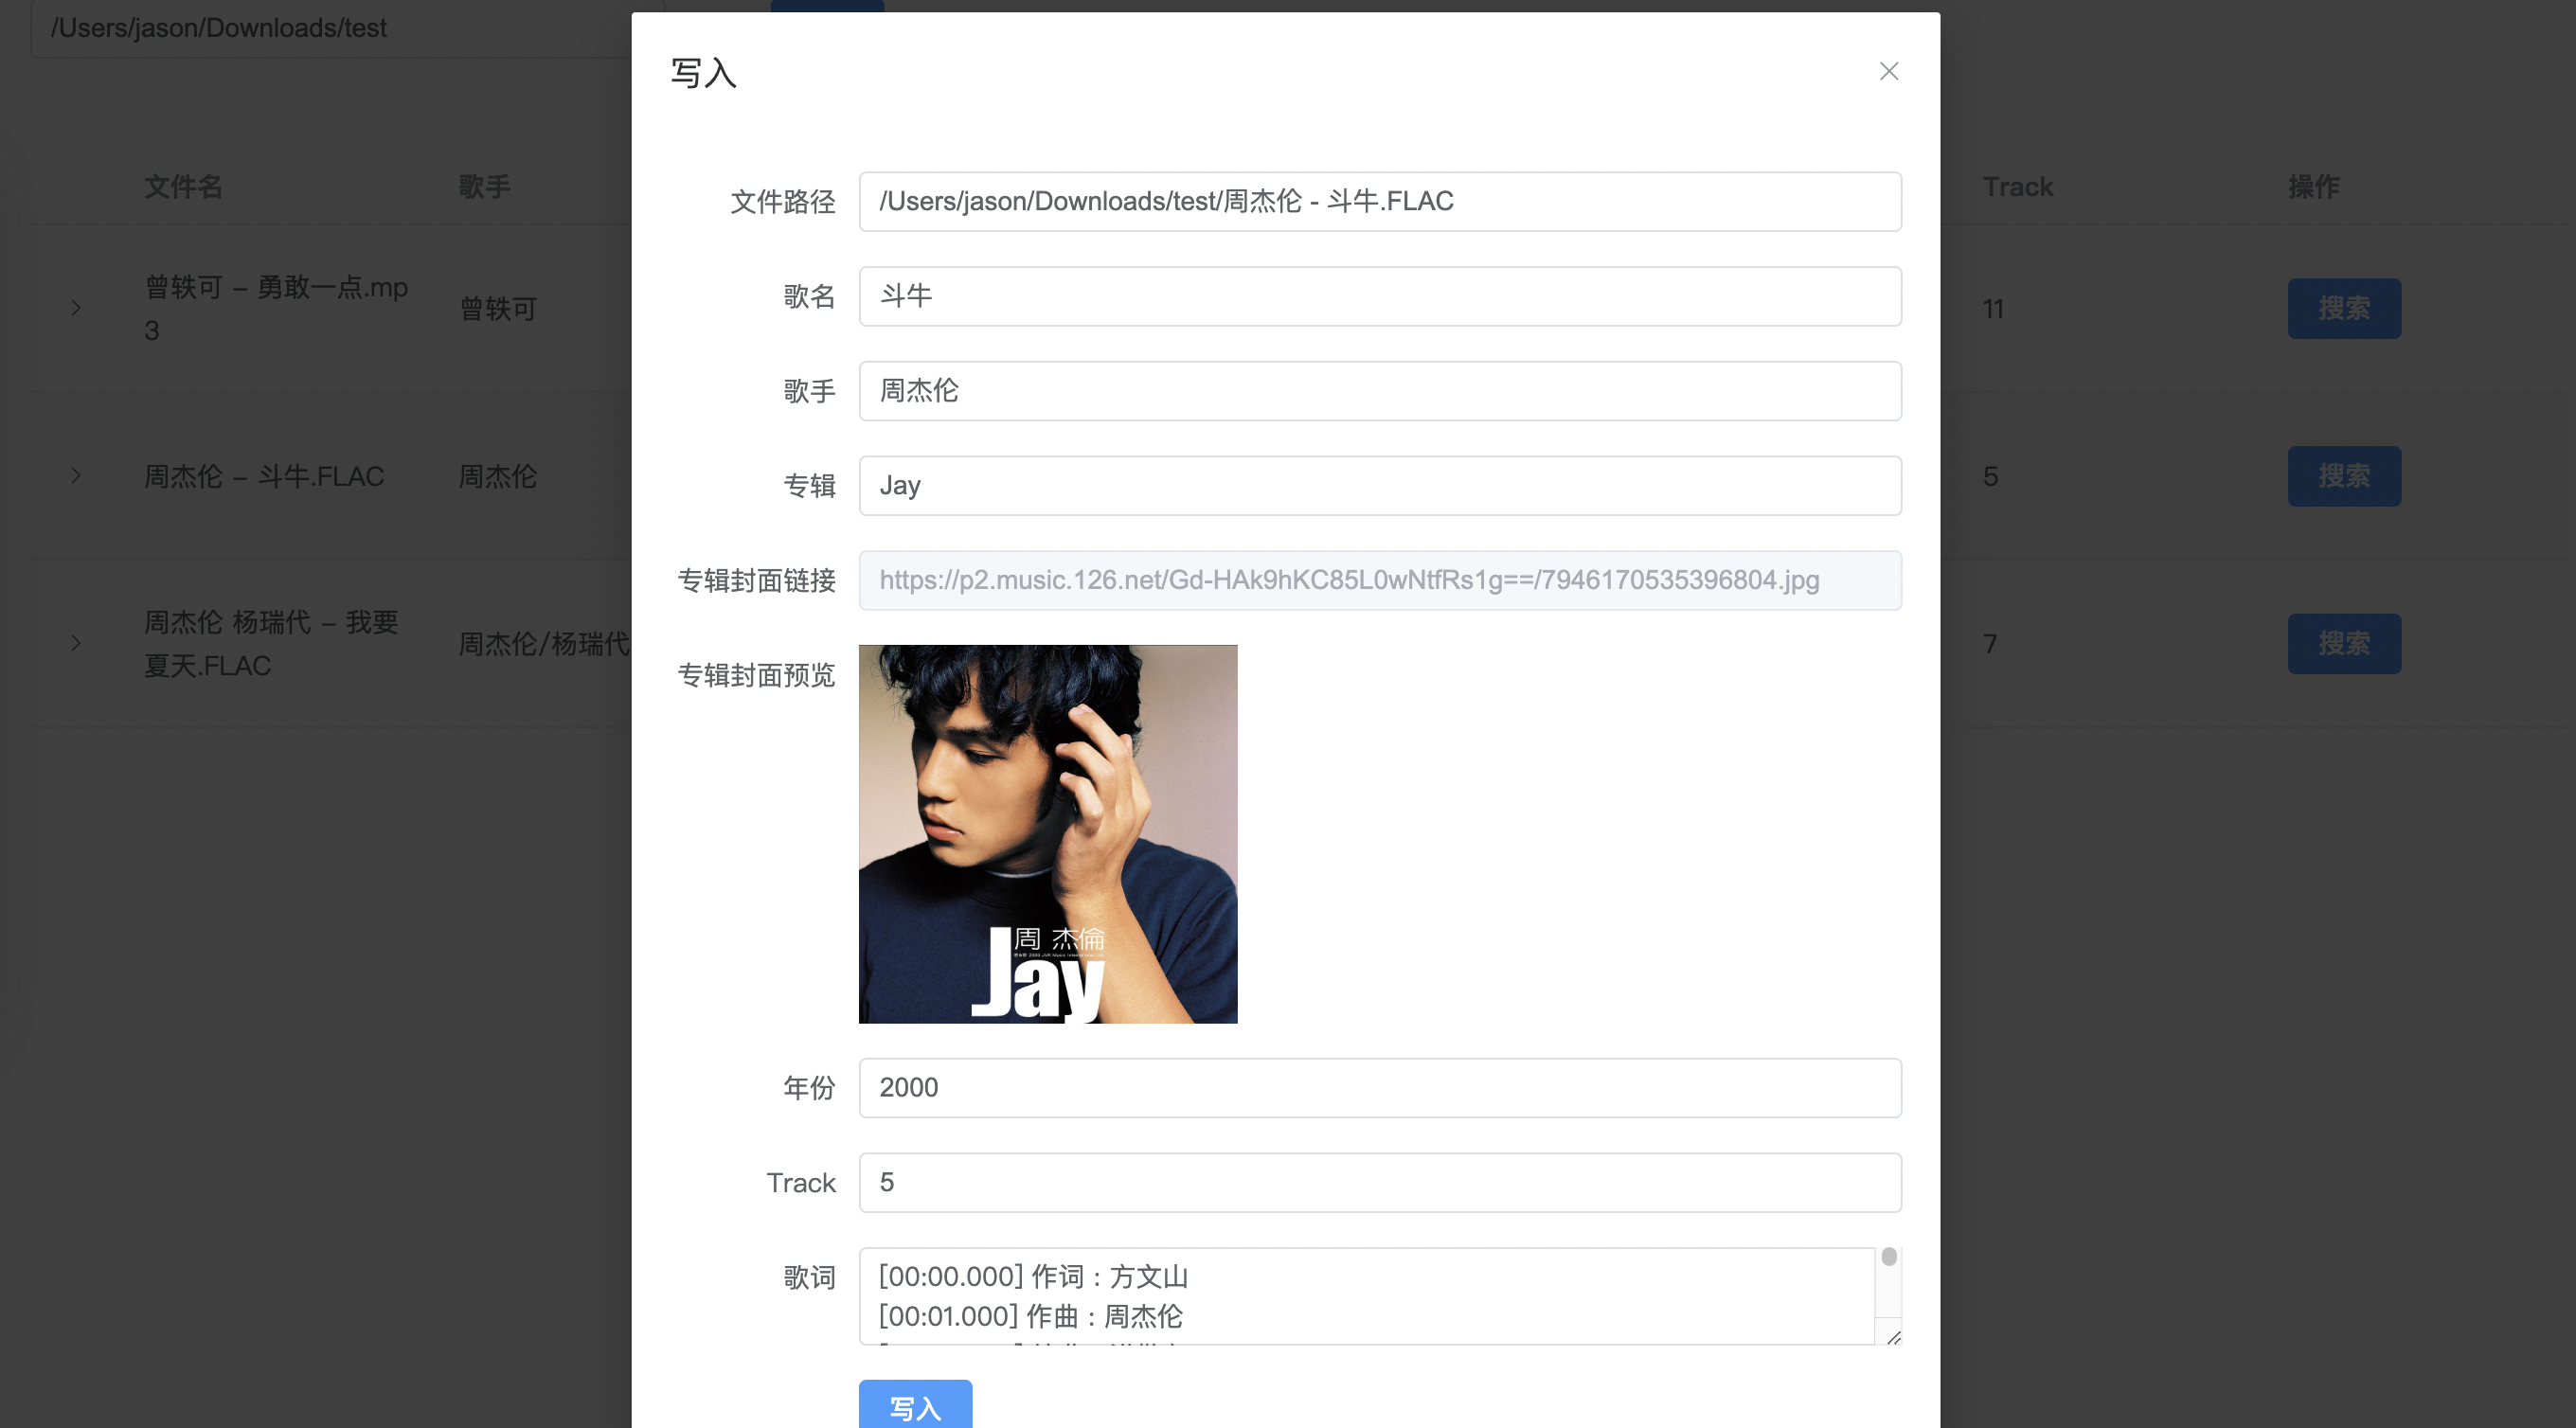 /Users/jason/Downloads/test
文件名
歌手
Track
操作
曾轶可 – 勇敢一点.mp
3
曾轶可
11
搜索
周杰伦 – 斗牛.FLAC
周杰伦
5
搜索
周杰伦 杨瑞代 – 我要
夏天.FLAC
周杰伦/杨瑞代
7
搜索
写入
文件路径
/Users/jason/Downloads/test/周杰伦 - 斗牛.FLAC
歌名
斗牛
歌手
周杰伦
专辑
Jay
专辑封面链接
https://p2.music.126.net/Gd-HAk9hKC85L0wNtfRs1g==/7946170535396804.jpg
专辑封面预览
周 杰倫
Jay
年份
2000
Track
5
歌词
[00:00.000] 作词 : 方文山
[00:01.000] 作曲 : 周杰伦
写入